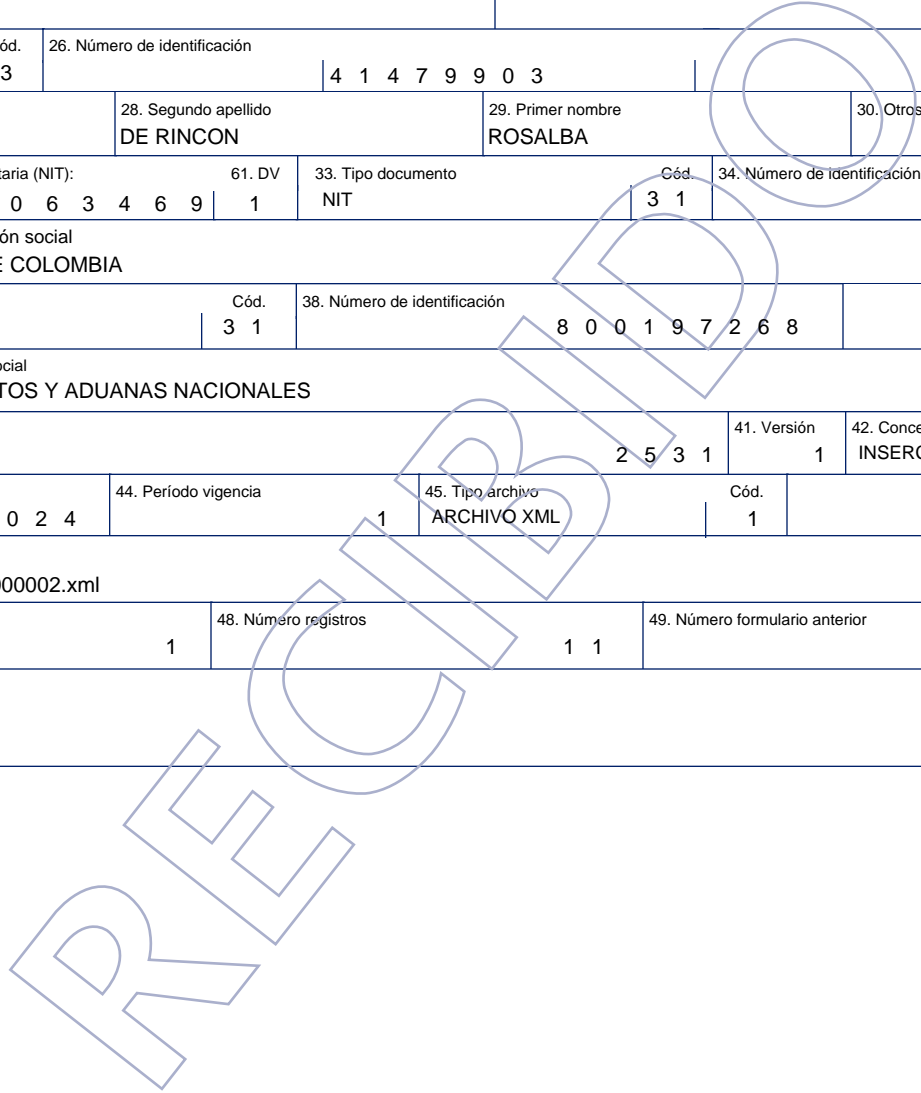 ód. 26. Número de identificación
3 4 1 4 7 9 9 0 3
28. Segundo apellido 29. Primer nombre 30. Otros
DE RINCON ROSALBA
taria (NIT): 61. DV 33. Tipo documento Cód. 34. Número de identificación
0 6 3 4 6 9 1 NIT 3 1
ón social
E COLOMBIA
Cód. 38. Número de identificación
3 1 8 0 0 1 9 7 2 6 8
ocial
TOS Y ADUANAS NACIONALES
41. Versión 42. Conce
2 5 3 1 1 INSERC
44. Período vigencia 45. Tipo archivo Cód.
0 2 4 1 ARCHIVO XML 1
000002.xml
48. Número registros 49. Número formulario anterior
1 1 1
RECIBIDO